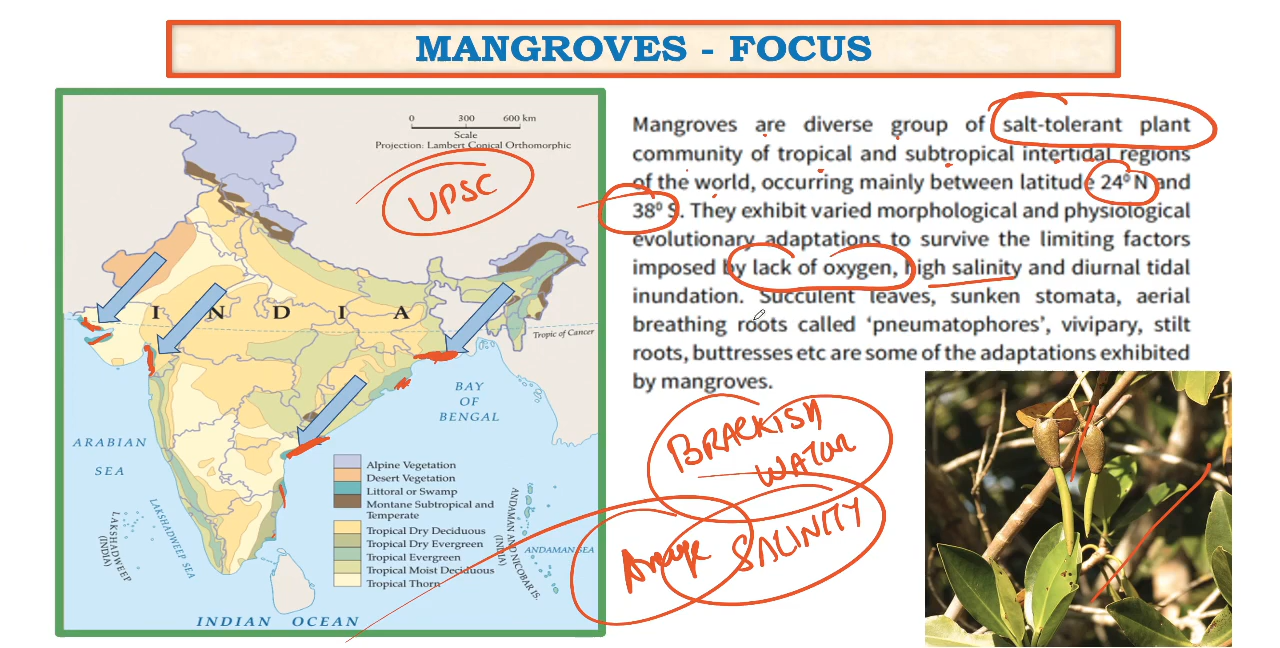 MANGROVES - FOCUS
0 300 600 km
Scale
Projection: Lambert Conical Orthomorphic
UPSC
I N D I A
Tropic of Cancer
BAY
OF
BENGAL
ARABIAN
SEA
LAKSHADWEEP
(INDIA)
LAKSHADWEEP SEA
Alpine Vegetation
Desert Vegetation
Littoral or Swamp
Montane Subtropical and
Temperate
Tropical Dry Deciduous
Tropical Dry Evergreen
Tropical Evergreen
Tropical Moist Deciduous
Tropical Thorn
ANDAMAN AND NICOBAR IS.
(INDIA)
ANDAMAN SEA
INDIAN OCEAN
Mangroves are diverse group of salt-tolerant plant
community of tropical and subtropical intertidal regions
of the world, occurring mainly between latitude 24° N and
38° S. They exhibit varied morphological and physiological
evolutionary adaptations to survive the limiting factors
imposed by lack of oxygen, high salinity and diurnal tidal
inundation. Succulent leaves, sunken stomata, aerial
breathing roots called ‘pneumatophores’, vivipary, stilt
roots, buttresses etc are some of the adaptations exhibited
by mangroves.
BRACKISH
WATER
SALINITY